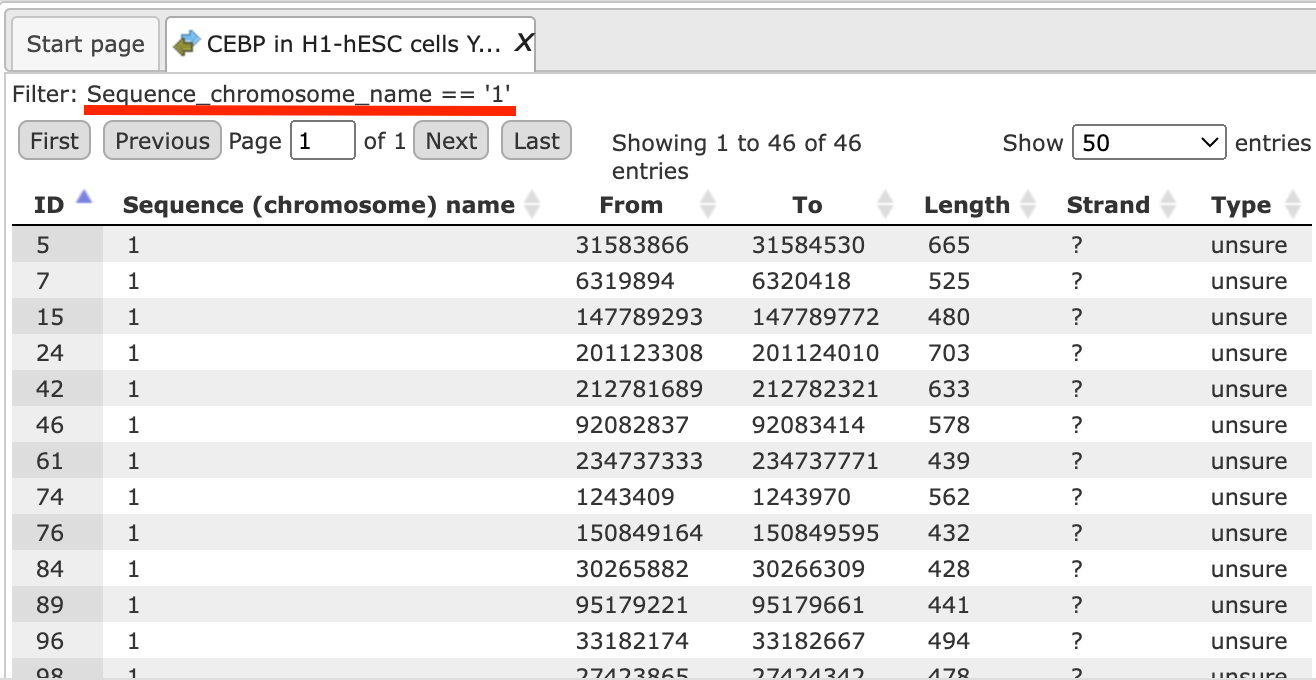 Start page CEBP in H1-hESC cells Y... X
Filter: Sequence_chromosome_name == '1'
First Previous Page 1 of 1 Next Last Showing 1 to 46 of 46 entries Show 50 entries
ID Sequence (chromosome) name From To Length Strand Type
5 1 31583866 31584530 665 ? unsure
7 1 6319894 6320418 525 ? unsure
15 1 147789293 147789772 480 ? unsure
24 1 201123308 201124010 703 ? unsure
42 1 212781689 212782321 633 ? unsure
46 1 92082837 92083414 578 ? unsure
61 1 234737333 234737771 439 ? unsure
74 1 1243409 1243970 562 ? unsure
76 1 150849164 150849595 432 ? unsure
84 1 30265882 30266309 428 ? unsure
89 1 95179221 95179661 441 ? unsure
96 1 33182174 33182667 494 ? unsure
98 1 27423865 27424342 478 ? unsure